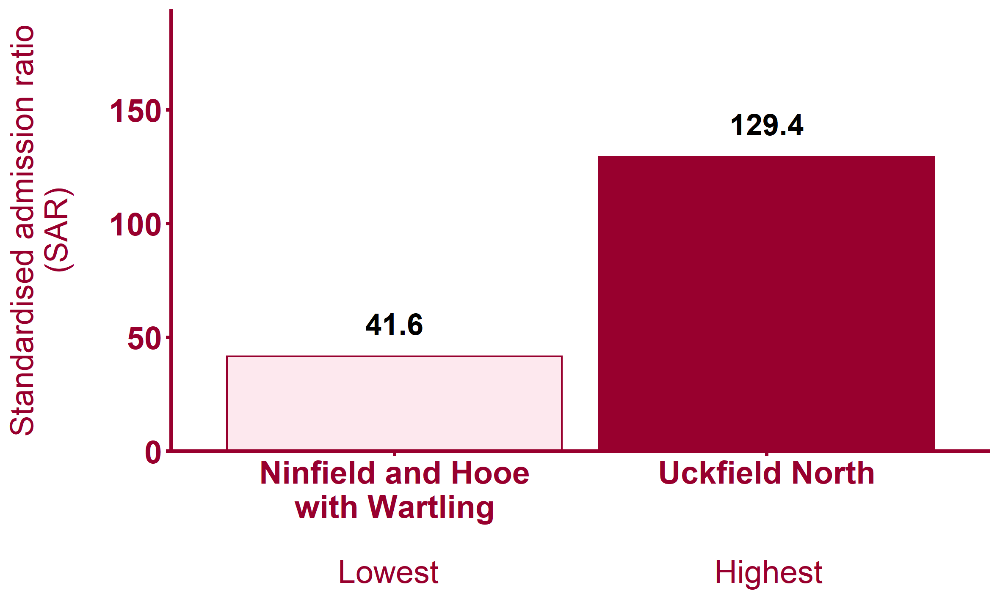 Standardised admission ratio
(SAR)
150
100
50
0
41.6
129.4
Ninfield and Hooe
with Wartling
Uckfield North
Lowest
Highest